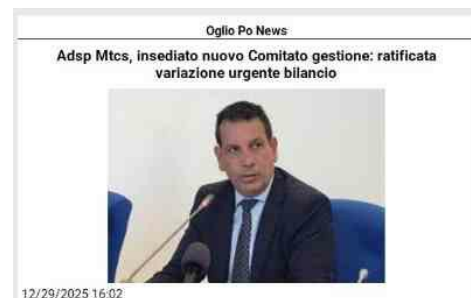 Oglio Po News
Adsp Mtcs, insediato nuovo Comitato gestione: ratificata
variazione urgente bilancio
12/29/2025 16:02